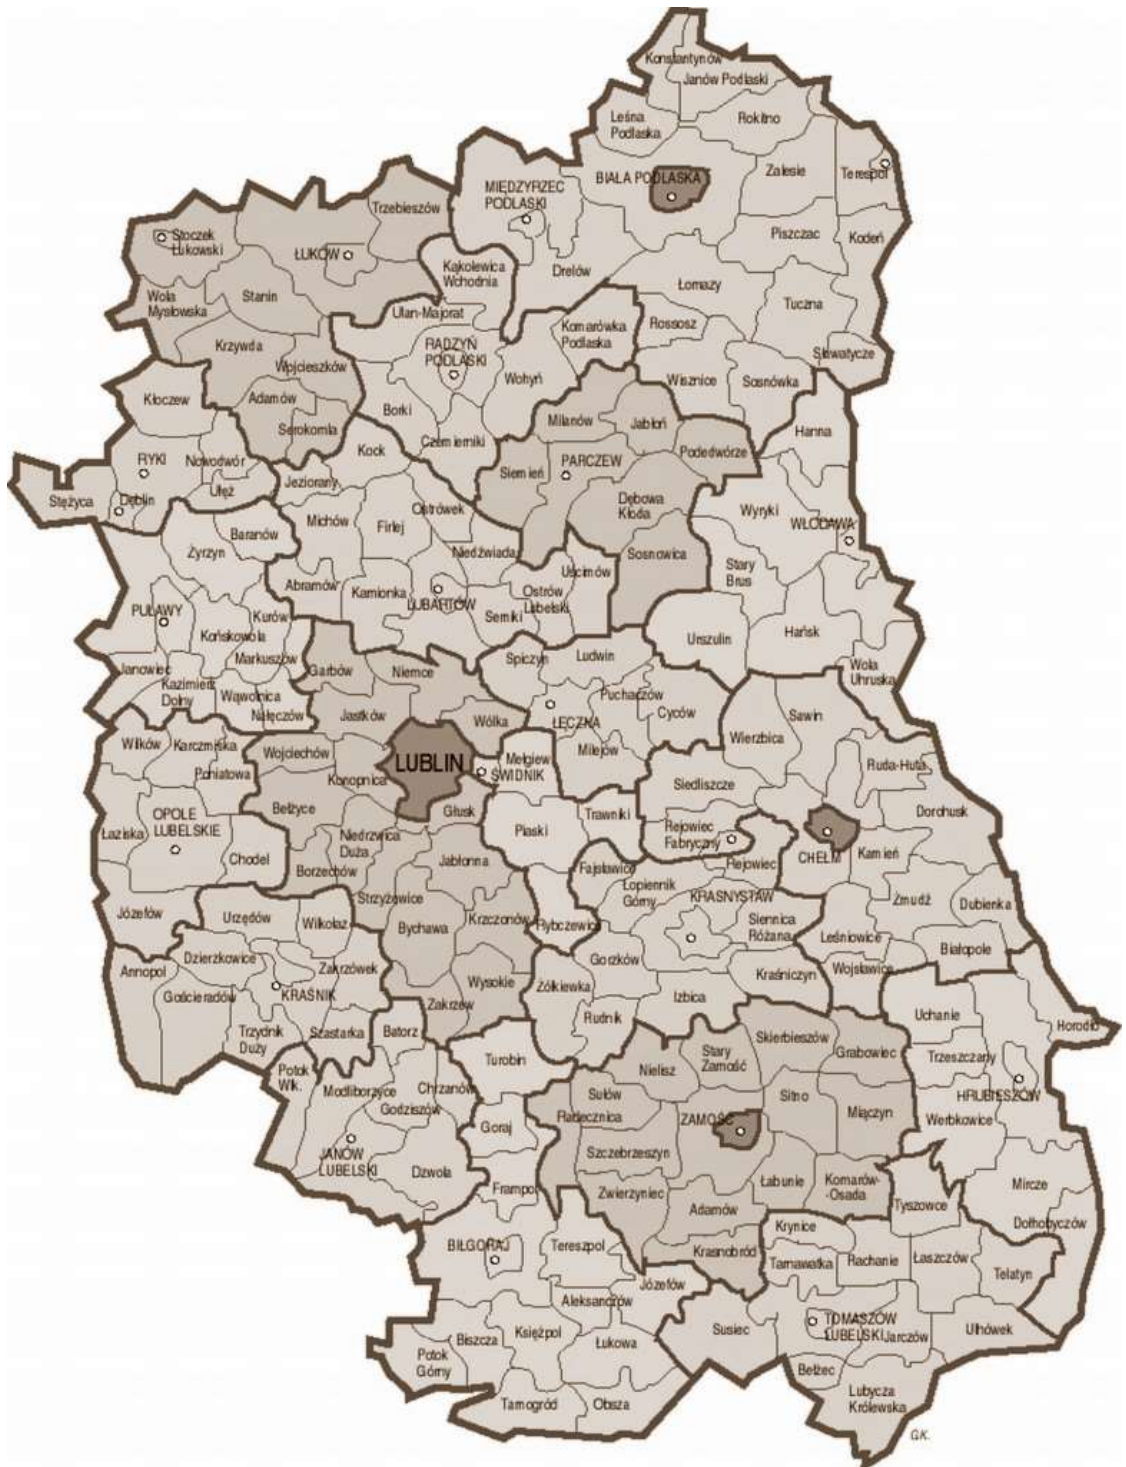 Konstantynów
Janów Podlaski
Leśna
Podlaska
Rokitno
BIAŁA PODLASKA
Zalesie
Terespol
MIĘDZYRZEC
PODLASKI
Trzebieszów
Stoczek
Łukowski
ŁUKÓW
Piszczac
Kodeń
Kąkolewica
Wchodnia
Drelów
Łomazy
Wola
Mysłowska
Stanin
Ulan-Majorat
Tuczna
Komarówka
Podlaska
Rossosz
Krzywda
RADZYŃ
PODLASKI
Sławatycze
Wojcieszków
Wohyń
Wisznice
Sosnówka
Kłoczew
Adamów
Borki
Milanów
Jabłoń
Serokomla
Czemierniki
Hanna
Kock
Podedwórze
RYKI
Nowodwór
Siemień
PARCZEW
Jeziorany
Stężyca
Dęblin
Ułęż
Ostrówek
Dębowa
Kłoda
Wyryki
WŁODAWA
Michów
Firlej
Baranów
Żyrzyn
Niedźwiada
Sosnowica
Stary
Brus
Uścimów
Abramów
Kamionka
LUBARTÓW
Ostrów
Lubelski
Serniki
PUŁAWY
Kurów
Końskowola
Urszulin
Hańsk
Markuszów
Janowiec
Garbów
Niemce
Spiczyn
Ludwin
Wola
Uhruska
Kazimierz
Dolny
Wąwolnica
Nałęczów
Puchaczów
Jastków
Wólka
ŁĘCZNA
Cyców
Sawin
Wilków
Karczmiska
Wojciechów
Wierzbica
Milejów
Poniatowa
Konopnica
LUBLIN
Mełgiew
ŚWIDNIK
Ruda-Huta
Siedliszcze
Bełżyce
Głusk
Trawniki
Dorohusk
OPOLE
LUBELSKIE
Łaziska
Niedrzwica
Duża
Piaski
Rejowiec
Fabryczny
CHEŁM
Kamień
Chodel
Borzechów
Jabłonna
Fajsławice
Rejowiec
Łopiennik
Górny
KRASNYSTAW
Strzyżewice
Żmudź
Dubienka
Józefów
Urzędów
Wilkołaz
Bychawa
Krzczonów
Rybczewice
Siennica
Różana
Leśniowice
Białopole
Dzierzkowice
Gorzków
Annopol
Zakrzówek
Wojsławice
Gościeradów
KRAŚNIK
Wysokie
Żółkiewka
Kraśniczyn
Izbica
Zakrzew
Rudnik
Uchanie
Horodło
Trzydnik
Duży
Szastarka
Batorz
Skierbieszów
Stary
Zamość
Grabowiec
Turobin
Nielisz
Trzeszczany
Potok
Wlk.
Modliborzyce
Chrzanów
Godziszów
Sułów
Sitno
HRUBIESZÓW
Radecznica
ZAMOŚĆ
Miączyn
Werbkowice
Goraj
JANÓW
LUBELSKI
Szczebrzeszyn
Dzwola
Łabunie
Komarów-
-Osada
Mircze
Frampol
Zwierzyniec
Tyszowce
Adamów
Krynice
Dołhobyczów
BIŁGORAJ
Tereszpol
Krasnobród
Tarnawatka
Rachanie
Łaszczów
Telatyn
Józefów
Aleksandrów
Susiec
TOMASZÓW
LUBELSKI
Jarczów
Ulhówek
Biszcza
Księżpol
Łukowa
Potok
Górny
Bełżec
Tarnogród
Obsza
Lubycza
Królewska
GK.